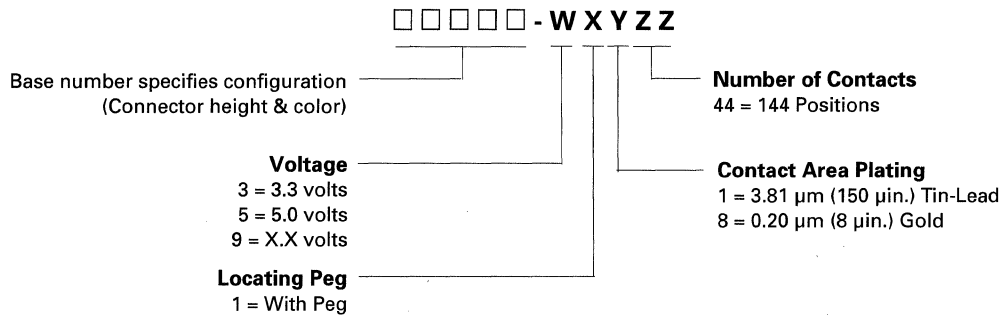 □□□□□ - W X Y Z Z
Base number specifies configuration
(Connector height & color)
Number of Contacts
44 = 144 Positions
Voltage
3 = 3.3 volts
5 = 5.0 volts
9 = X.X volts
Contact Area Plating
1 = 3.81 µm (150 µin.) Tin-Lead
8 = 0.20 µm (8 µin.) Gold
Locating Peg
1 = With Peg